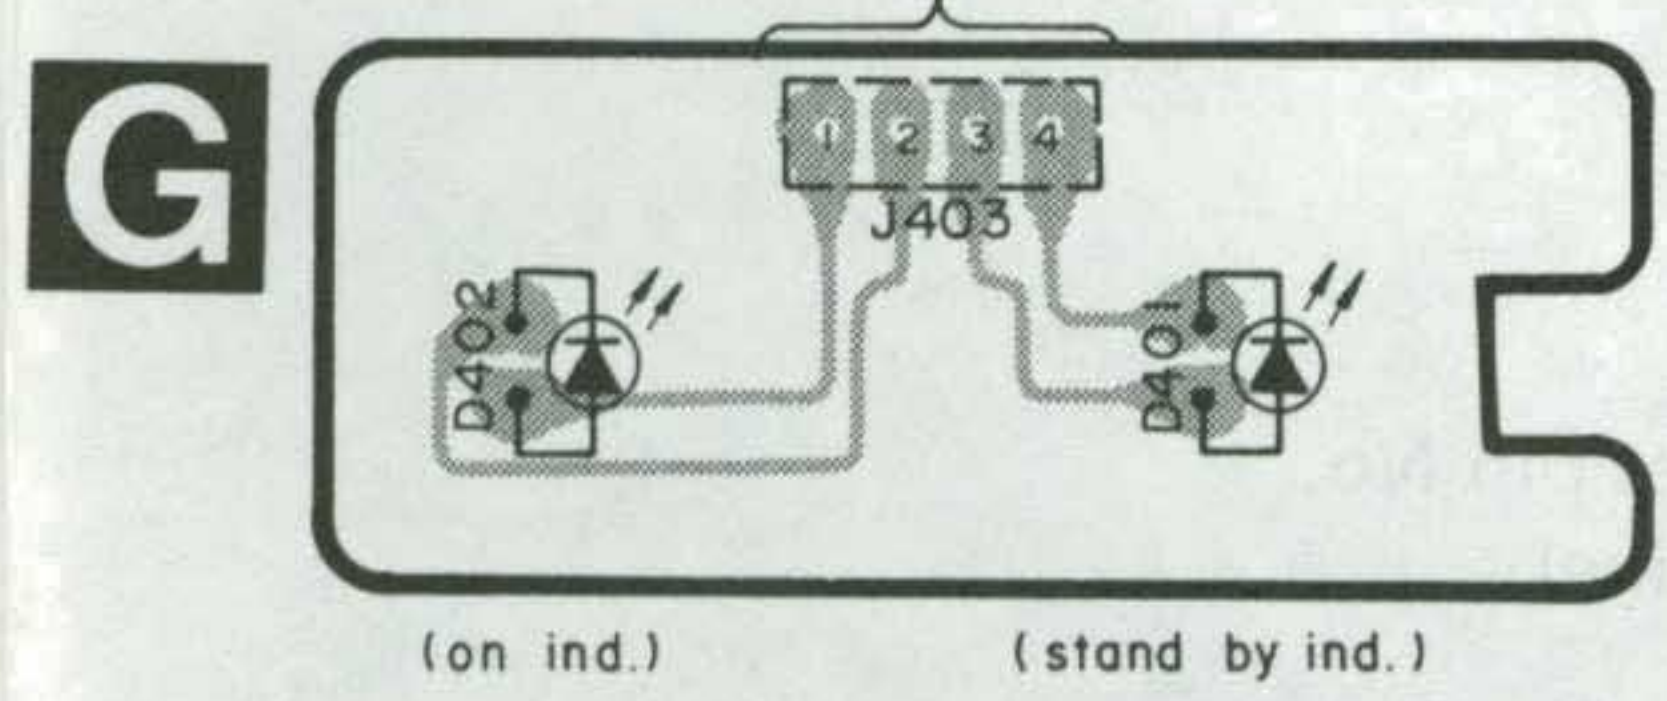 G
1 2 3 4
J403
D402
D401
(on ind.)
(stand by ind.)